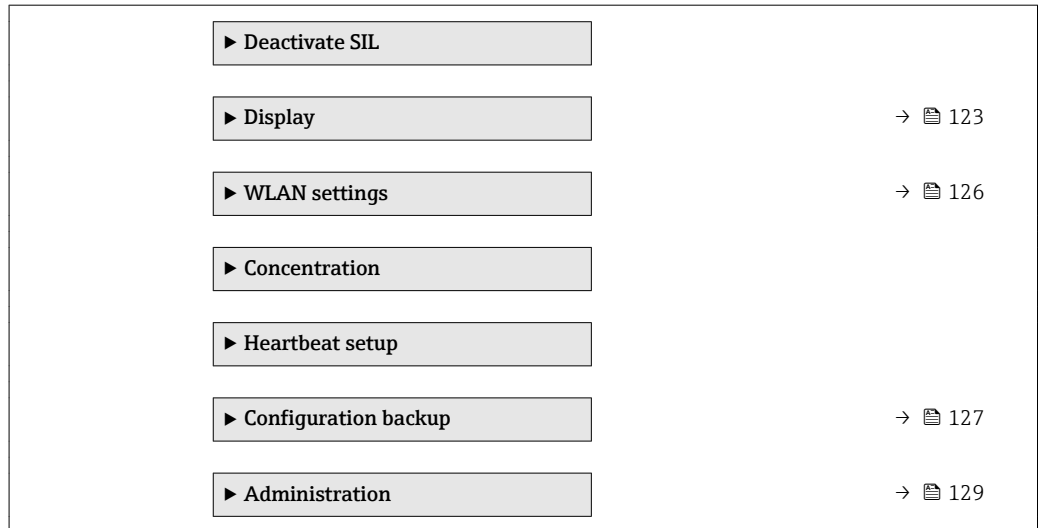 ▶ Deactivate SIL
▶ Display → 123
▶ WLAN settings → 126
▶ Concentration
▶ Heartbeat setup
▶ Configuration backup → 127
▶ Administration → 129